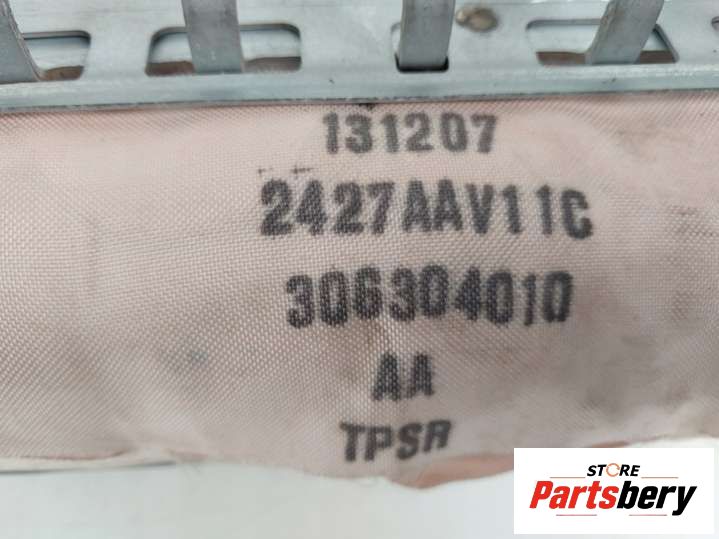 131207
2427AAV11C
306304010
AA
TPSR
STORE
Partsbery